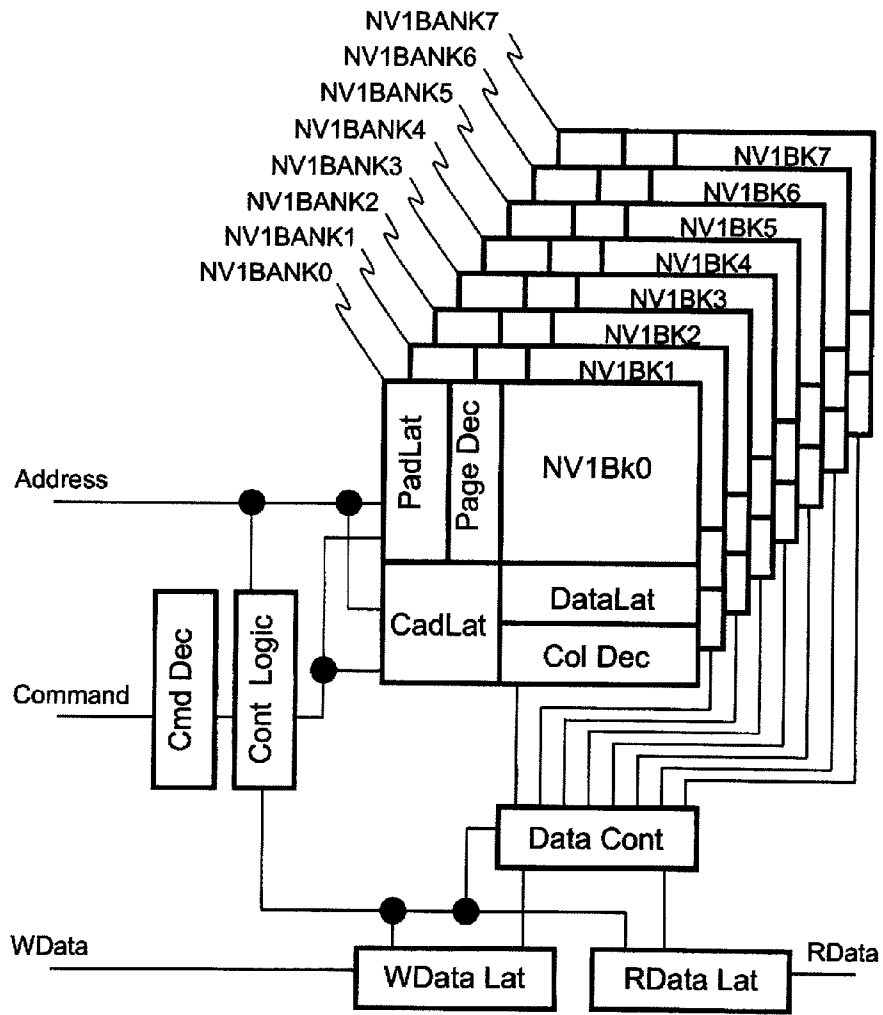 NV1BANK7
NV1BANK6
NV1BANK5
NV1BANK4
NV1BANK3
NV1BANK2
NV1BANK1
NV1BANK0
NV1BK7
NV1BK6
NV1BK5
NV1BK4
NV1BK3
NV1BK2
NV1BK1
PadLat
Page Dec
NV1Bk0
Address
CadLat
DataLat
Col Dec
Command
Cmd Dec
Cont Logic
Data Cont
WData
WData Lat
RData Lat
RData